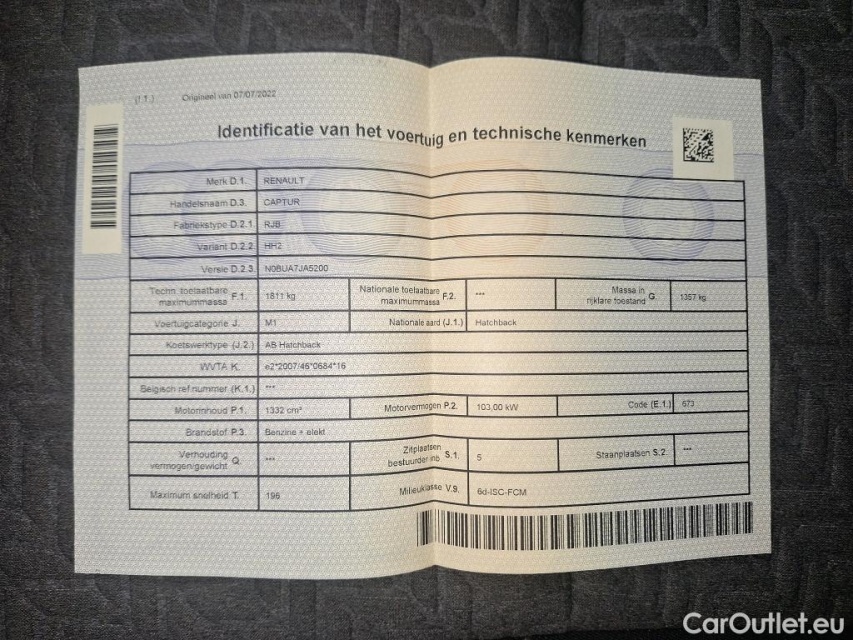 (I.1.) Origineel van 07/07/2022
Identificatie van het voertuig en technische kenmerken
Merk D.1. RENAULT
Handelsnaam D.3. CAPTUR
Fabriekstype D.2.1 RJB
Variant D.2.2. HH2
Versie D.2.3. N0BUA7JA5200
Techn. toelaatbare maximummassa F.1. 1811 kg Nationale toelaatbare maximummassa F.2. *** Massa in rijklare toestand G. 1357 kg
Voertuigcategorie J. M1 Nationale aard (J.1.) Hatchback
Koetswerktype (J.2.) AB Hatchback
WVTA K. e2*2007/46*0684*16
Belgisch ref.nummer (K.1.) ***
Motorinhoud P.1. 1332 cm³ Motorvermogen P.2. 103,00 kW Code (E.1.) 673
Brandstof P.3. Benzine + elekt
Verhouding vermogen/gewicht Q. *** Zitplaatsen bestuurder inb. S.1. 5 Staanplaatsen S.2. ***
Maximum snelheid T. 196 Milieuklasse V.9. 6d-ISC-FCM
CarOutlet.eu